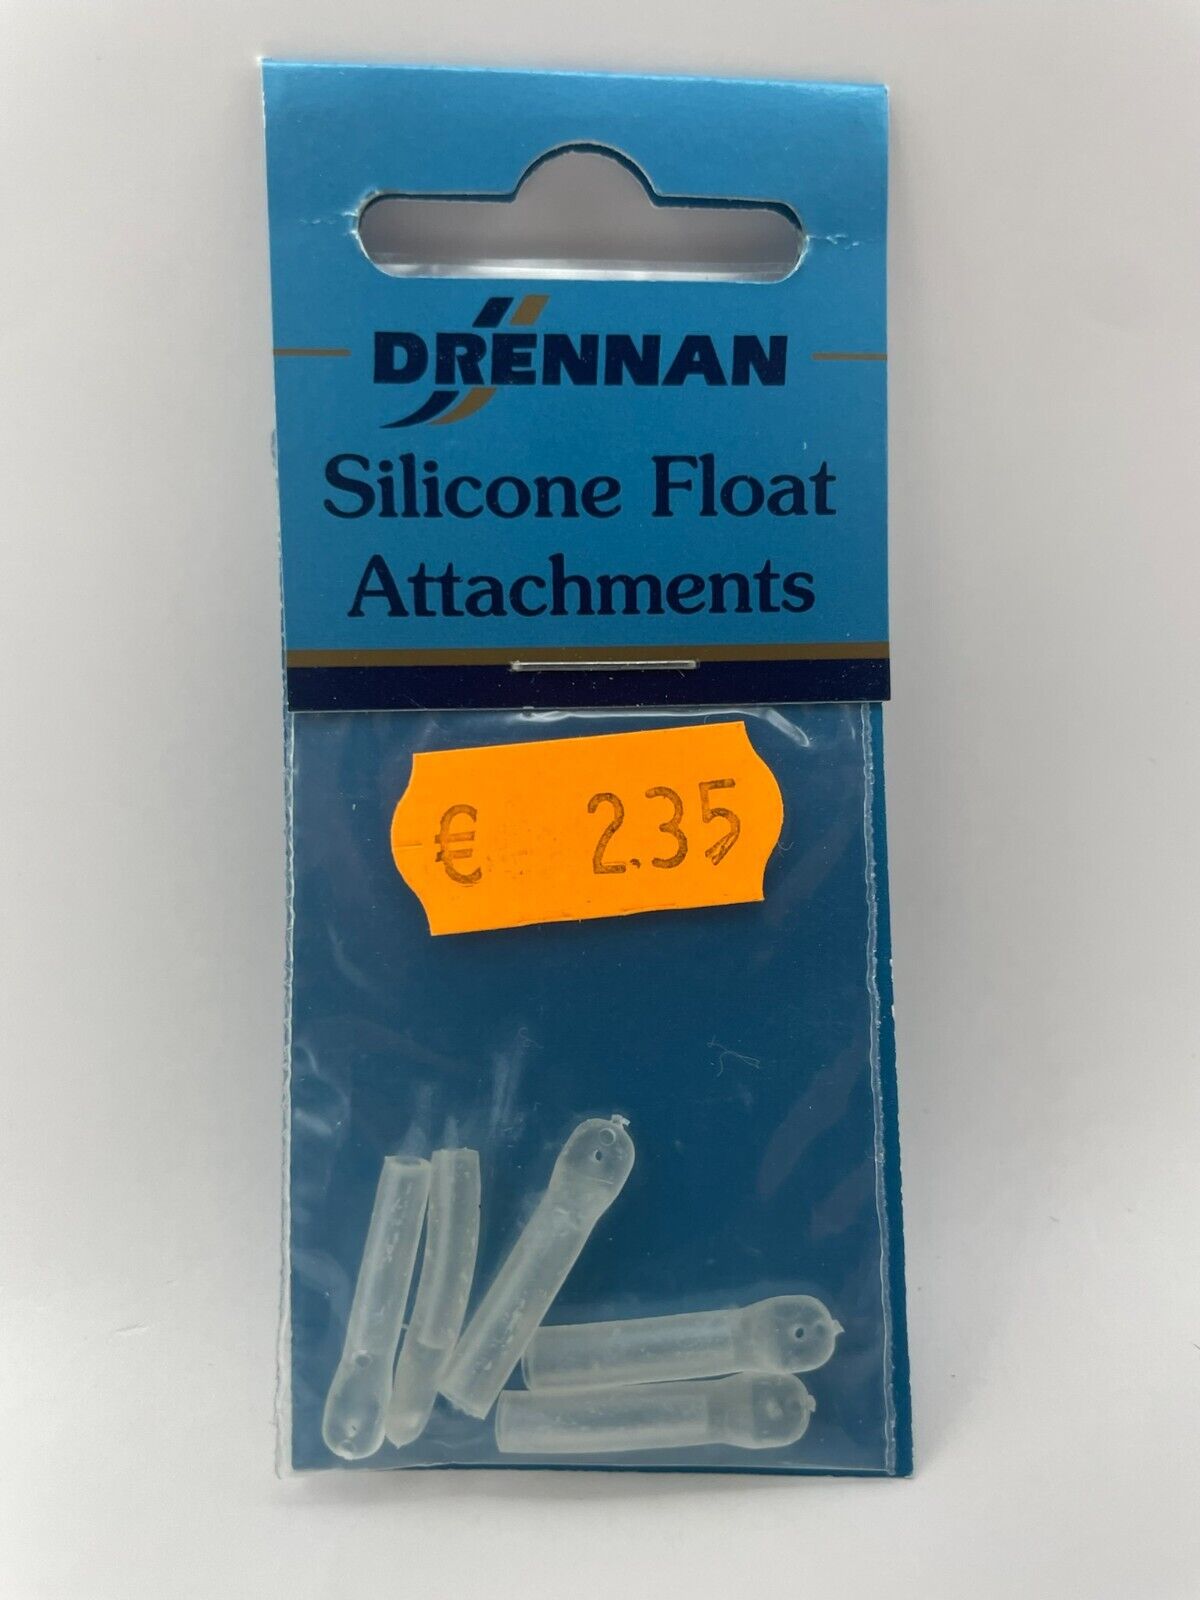 DRENNAN
Silicone Float
Attachments
€ 2.35